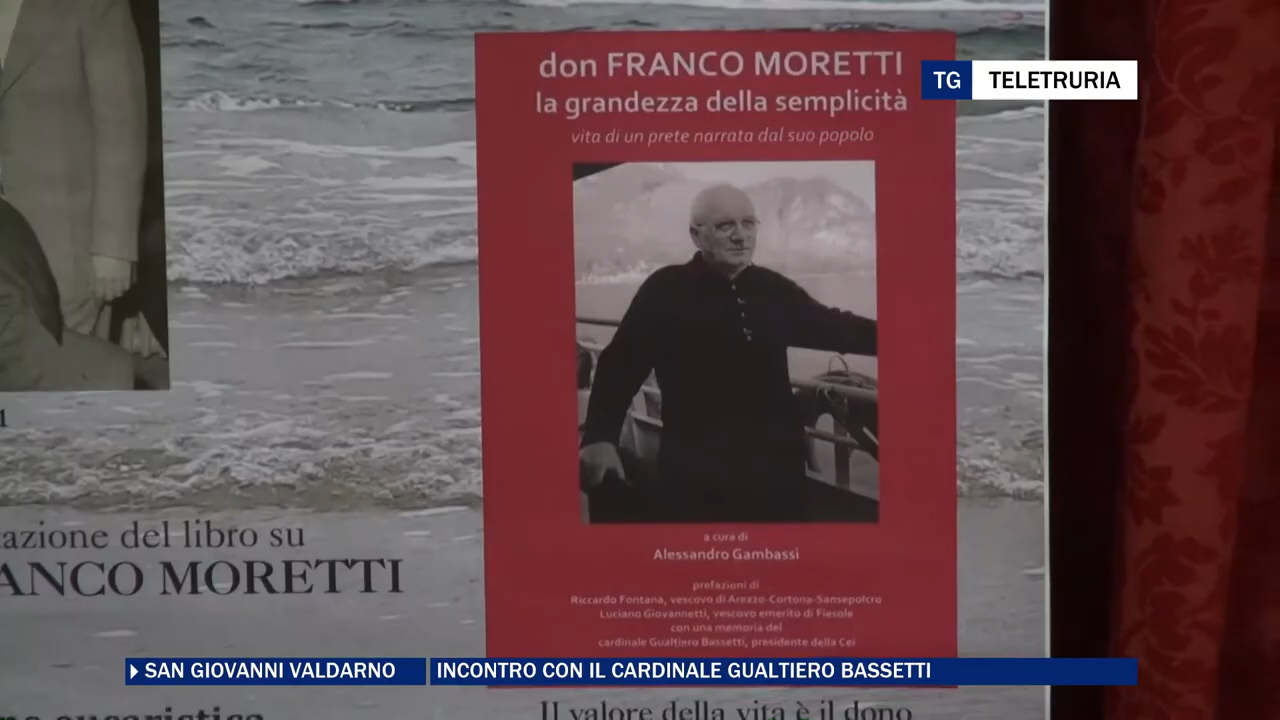 don FRANCO MORETTI
la grandezza della semplicità
vita di un prete narrata dal suo popolo
TG TELETRURIA
a cura di
Alessandro Gambassi
prefazioni di
Riccardo Fontana, vescovo di Arezzo-Cortona-Sansepolcro
Luciano Giovannetti, vescovo emerito di Fiesole
con una memoria del
cardinale Gualtiero Bassetti, presidente della Cei
1
tazione del libro su
ANCO MORETTI
SAN GIOVANNI VALDARNO INCONTRO CON IL CARDINALE GUALTIERO BASSETTI
eucaristica
Il valore della vita è il dono